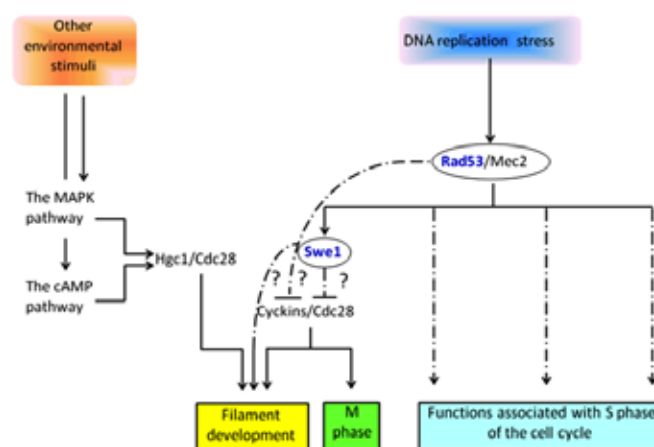 Other
environmental
stimuli
DNA replication stress
Rad53/Mec2
The MAPK
pathway
The cAMP
pathway
Hgc1/Cdc28
Swe1
? ? ?
Cyckins/Cdc28
Filament
development
M
phase
Functions associated with S phase
of the cell cycle